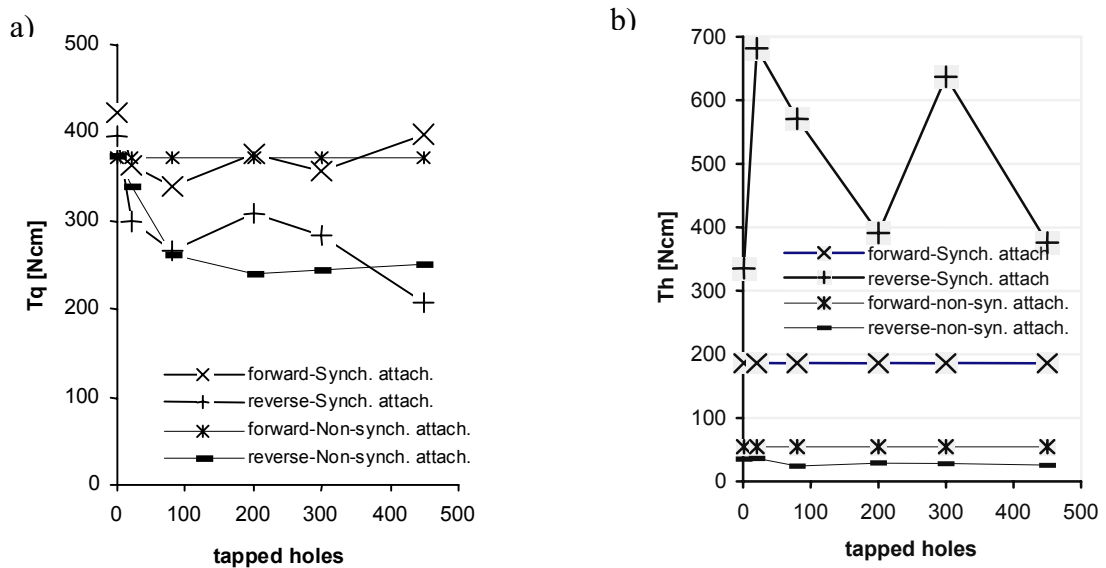 a)
500
400
300
200
100
0
Tq [Ncm]
forward-Synch. attach.
reverse-Synch. attach.
forward-Non-synch. attach.
reverse-Non-synch. attach.
0 100 200 300 400 500
tapped holes
b)
700
600
500
400
300
200
100
0
Th [Ncm]
forward-Synch. attach
reverse-Synch. attach
forward-non-syn. attach.
reverse-non-syn. attach.
0 100 200 300 400 500
tapped holes